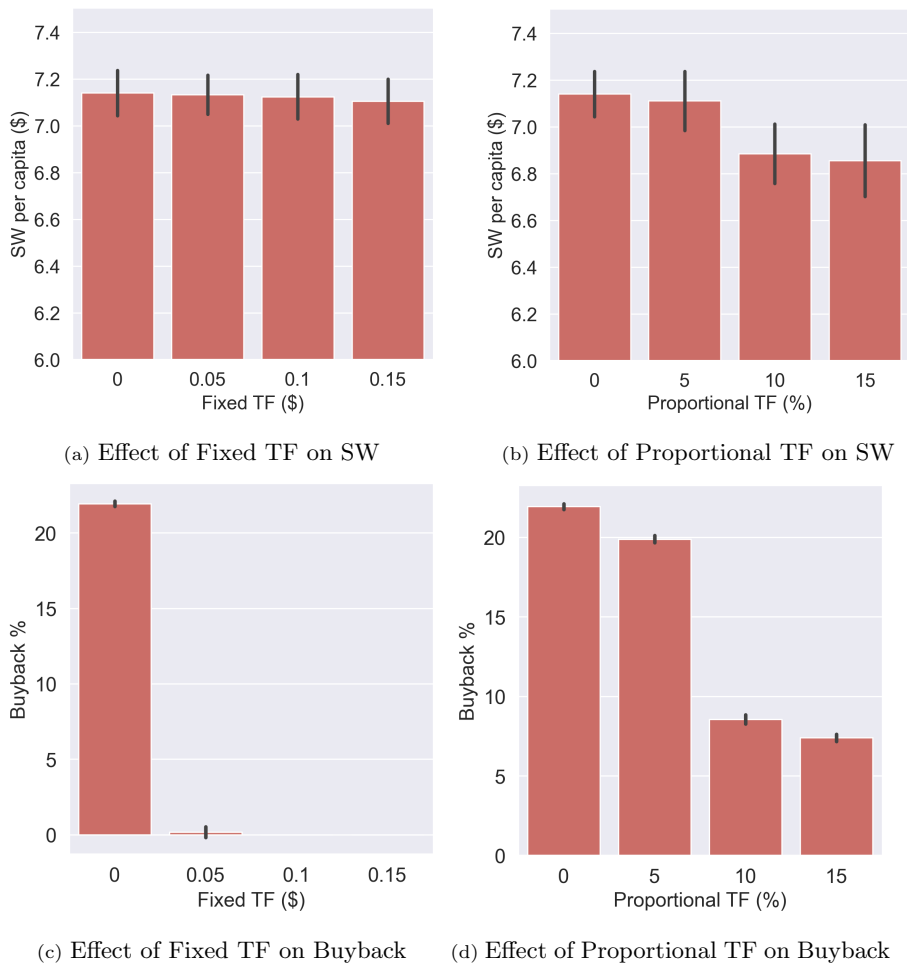 7.4
7.2
7.0
6.8
6.6
6.4
6.2
6.0
SW per capita ($)
0 0.05 0.1 0.15
Fixed TF ($)
(a) Effect of Fixed TF on SW
7.4
7.2
7.0
6.8
6.6
6.4
6.2
6.0
SW per capita ($)
0 5 10 15
Proportional TF (%)
(b) Effect of Proportional TF on SW
20
15
10
5
0
Buyback %
0 0.05 0.1 0.15
Fixed TF ($)
(c) Effect of Fixed TF on Buyback
20
15
10
5
0
Buyback %
0 5 10 15
Proportional TF (%)
(d) Effect of Proportional TF on Buyback